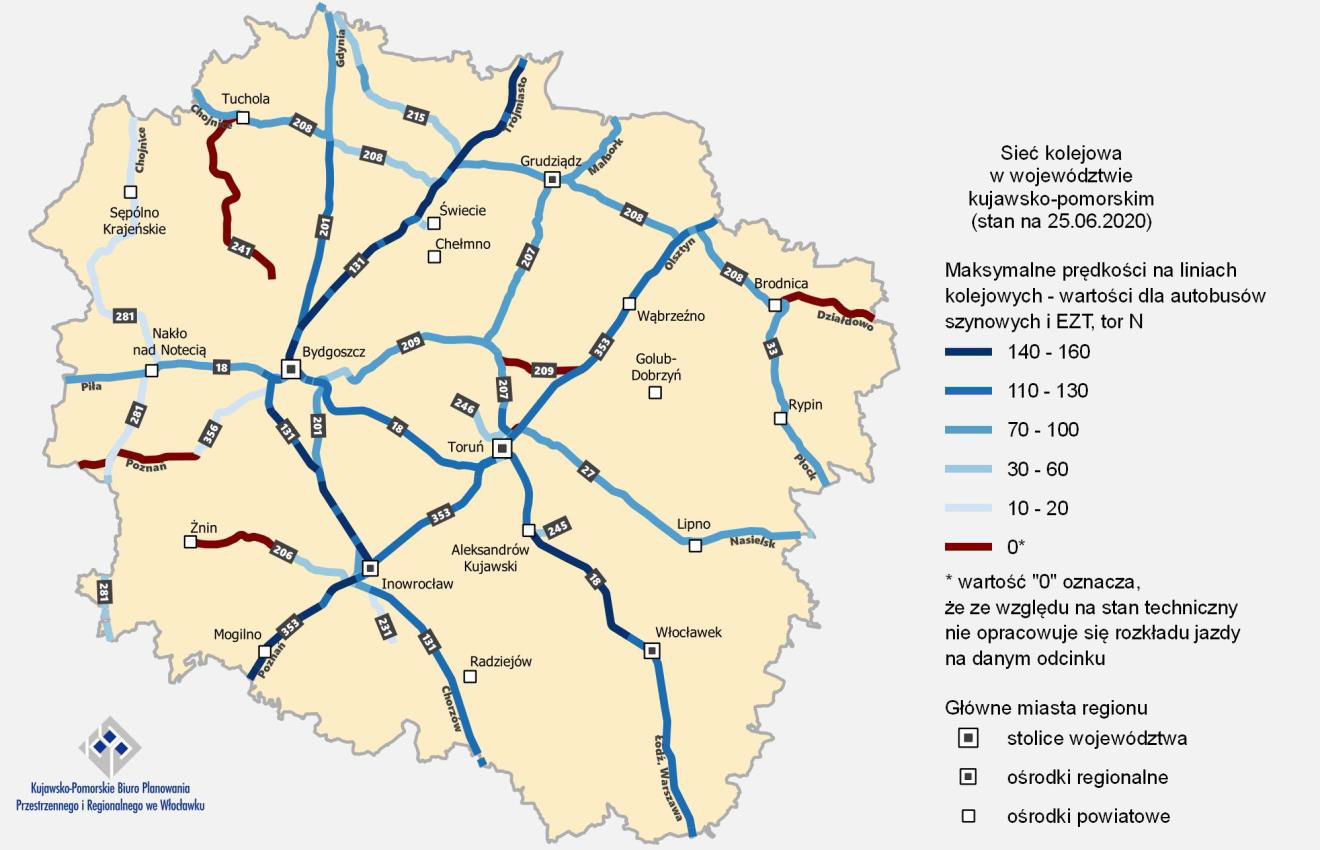 Gdynia
Trójmiasto
Tuchola
Chojnice
208
215
208
Chojnice
Grudziądz
Malbork
Sępólno
Krajeńskie
Świecie
208
201
Chełmno
241
131
207
Olsztyn
208
Brodnica
Działdowo
281
Wąbrzeźno
Nakło
nad Notecią
Bydgoszcz
209
353
33
Golub-
Dobrzyń
18
209
Piła
207
246
Rypin
281
356
131
201
18
Poznań
Toruń
Płock
27
353
Żnin
245
Lipno
Nasielsk
206
Aleksandrów
Kujawski
18
281
Inowrocław
231
353
131
Mogilno
Poznań
Włocławek
Radziejów
Chorzów
Łódź, Warszawa
Kujawsko-Pomorskie Biuro Planowania
Przestrzennego i Regionalnego we Włocławku
Sieć kolejowa
w województwie
kujawsko-pomorskim
(stan na 25.06.2020)
Maksymalne prędkości na liniach
kolejowych - wartości dla autobusów
szynowych i EZT, tor N
140 - 160
110 - 130
70 - 100
30 - 60
10 - 20
0*
* wartość "0" oznacza,
że ze względu na stan techniczny
nie opracowuje się rozkładu jazdy
na danym odcinku
Główne miasta regionu
stolice województwa
ośrodki regionalne
ośrodki powiatowe